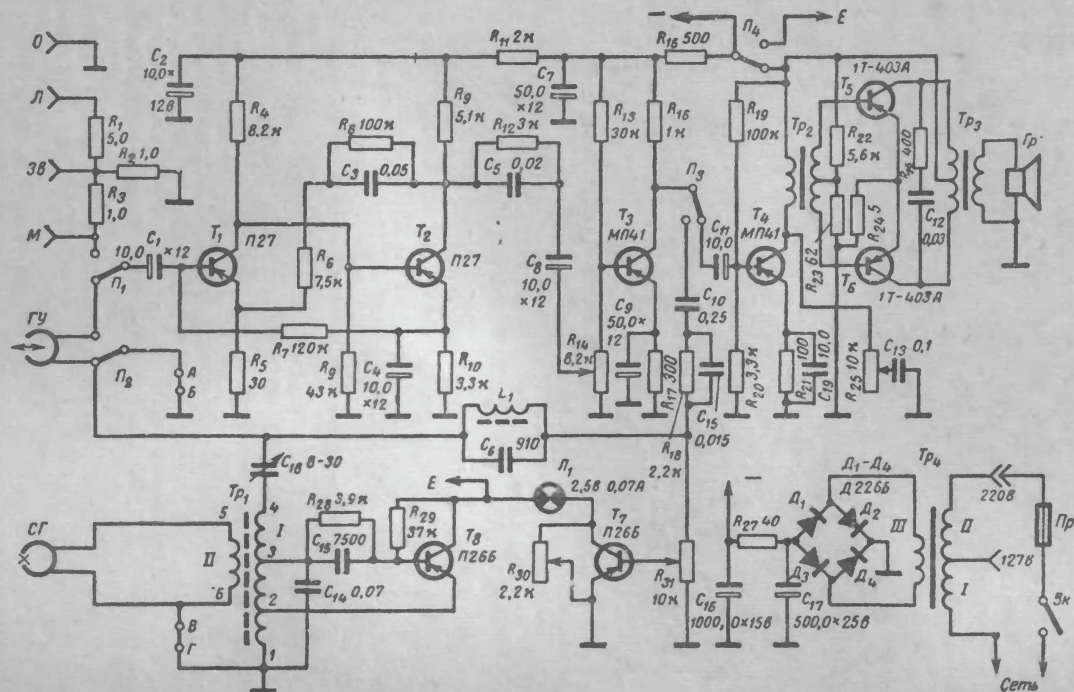 О
Л
R1
5,0
Зв
R2 1,0
R3
1,0
М
10,0
C1
×12
П1
ГУ
П2
А
Б
C2
10,0×
12в
R4
8,2к
R8 100к
C3
0,05
R6
7,5к
T1
П27
R5
30
R7 120к
R9
43к
C4
10,0
×12
R9
5,1к
T2
П27
R10
3,3к
R11 2к
R12 3к
C5
0,02
C7
50,0
×12
C8
10,0
×12
R13
30к
R14
8,2к
R16
1к
R15 500
T3
МП41
C9
50,0×
12
R17 300
П3
C10
0,25
C15
0,015
R18
2,2к
−
П4
Е
C11
10,0
R19
100к
T4
МП41
R20 3,3к
R21 100
C19 10,0
Тр2
1Т-403А
T5
R22
5,6к
400
R23 62
R24 5
C12
0,03
T6
1Т-403А
R25 10к
C13 0,1
Тр3
Гр
L1
C6
910
C18 8-30
СГ
5
II
6
В
Г
Тр1
4
I
3
2
1
R28 3,9к
C15 7500
C14 0,07
Е
R29
37к
T8
П26Б
Л1
2,5в 0,07А
R30
2,2к
T7
П26Б
R31
10к
−
R27 40
C16
1000,0×15в
C17
500,0×25в
Д1-Д4
Д226Б
Д1
Д2
Д3
Д4
III
Тр4
II
I
220в
127в
Пр
Вк
Сеть